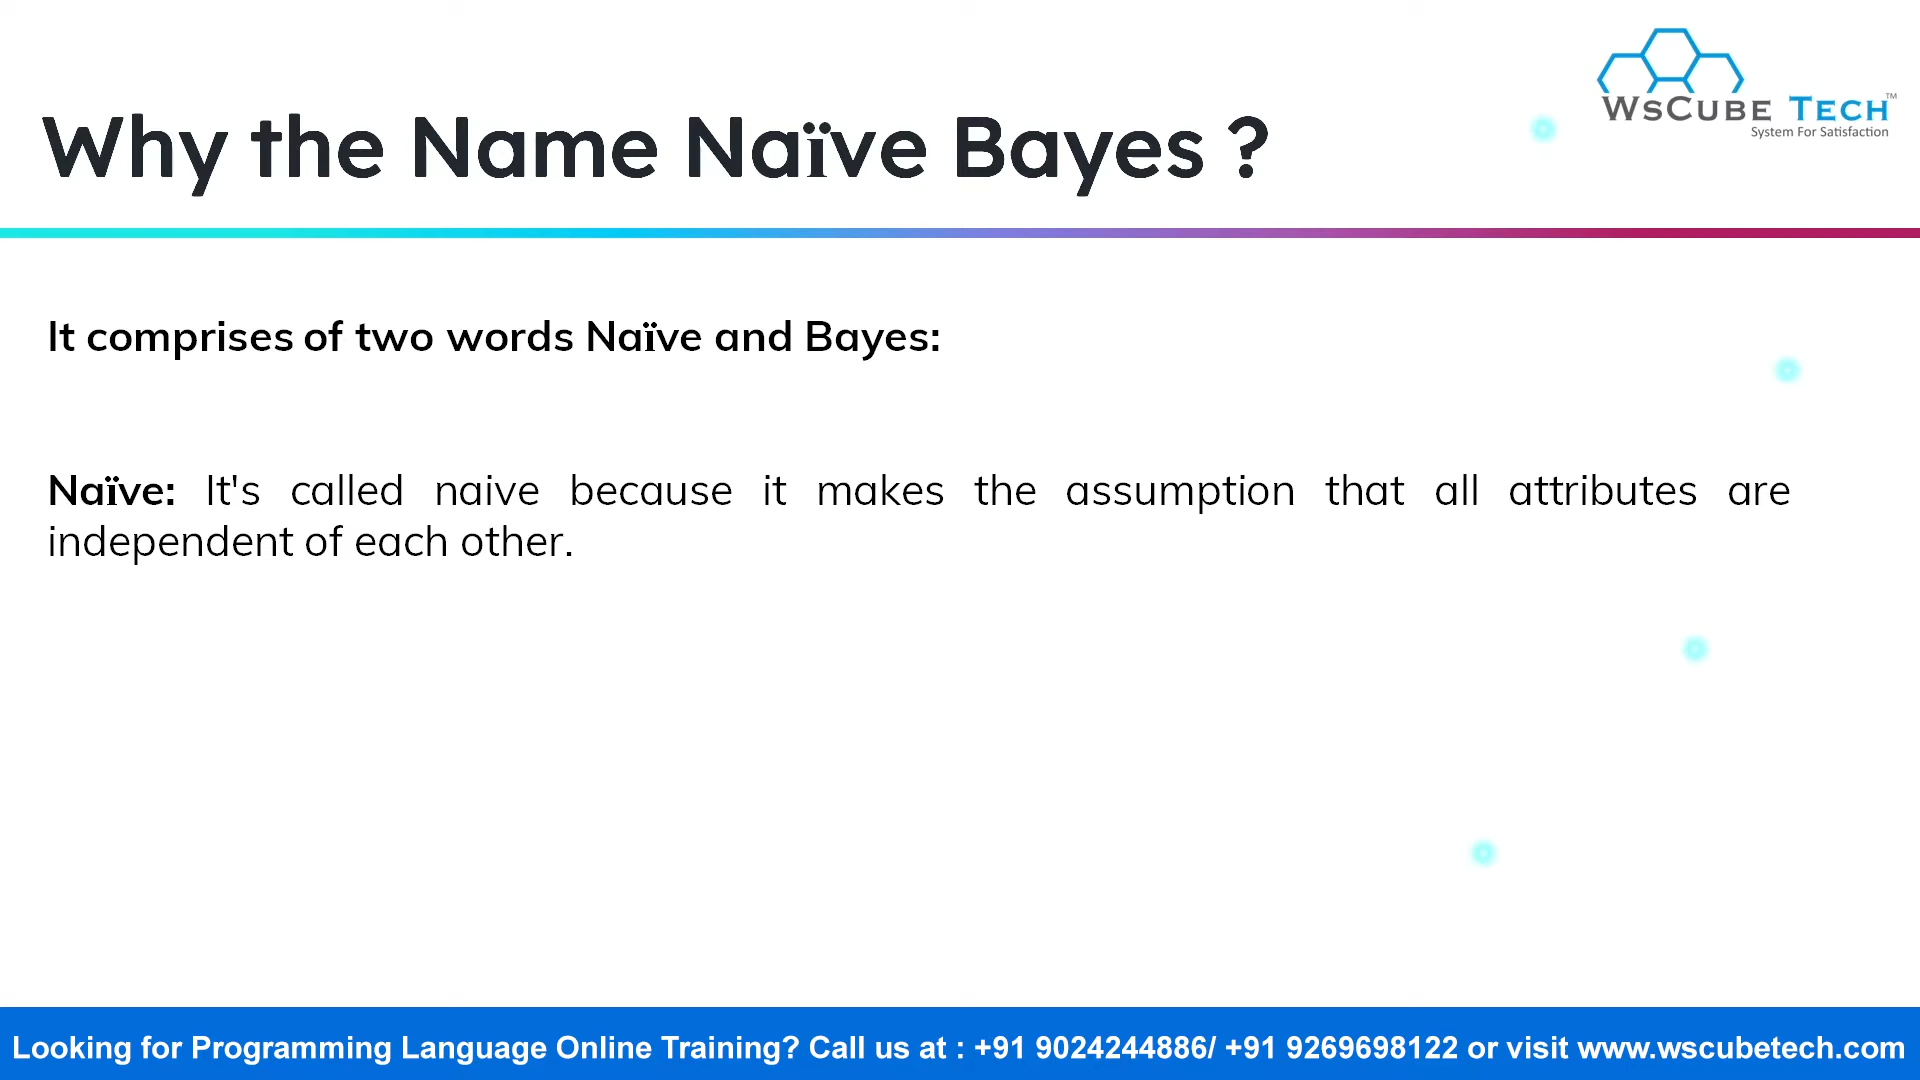 WsCube Tech™
System For Satisfaction
Why the Name Naïve Bayes ?
It comprises of two words Naïve and Bayes:
Naïve: It's called naive because it makes the assumption that all attributes are
independent of each other.
Looking for Programming Language Online Training? Call us at : +91 9024244886/ +91 9269698122 or visit www.wscubetech.com